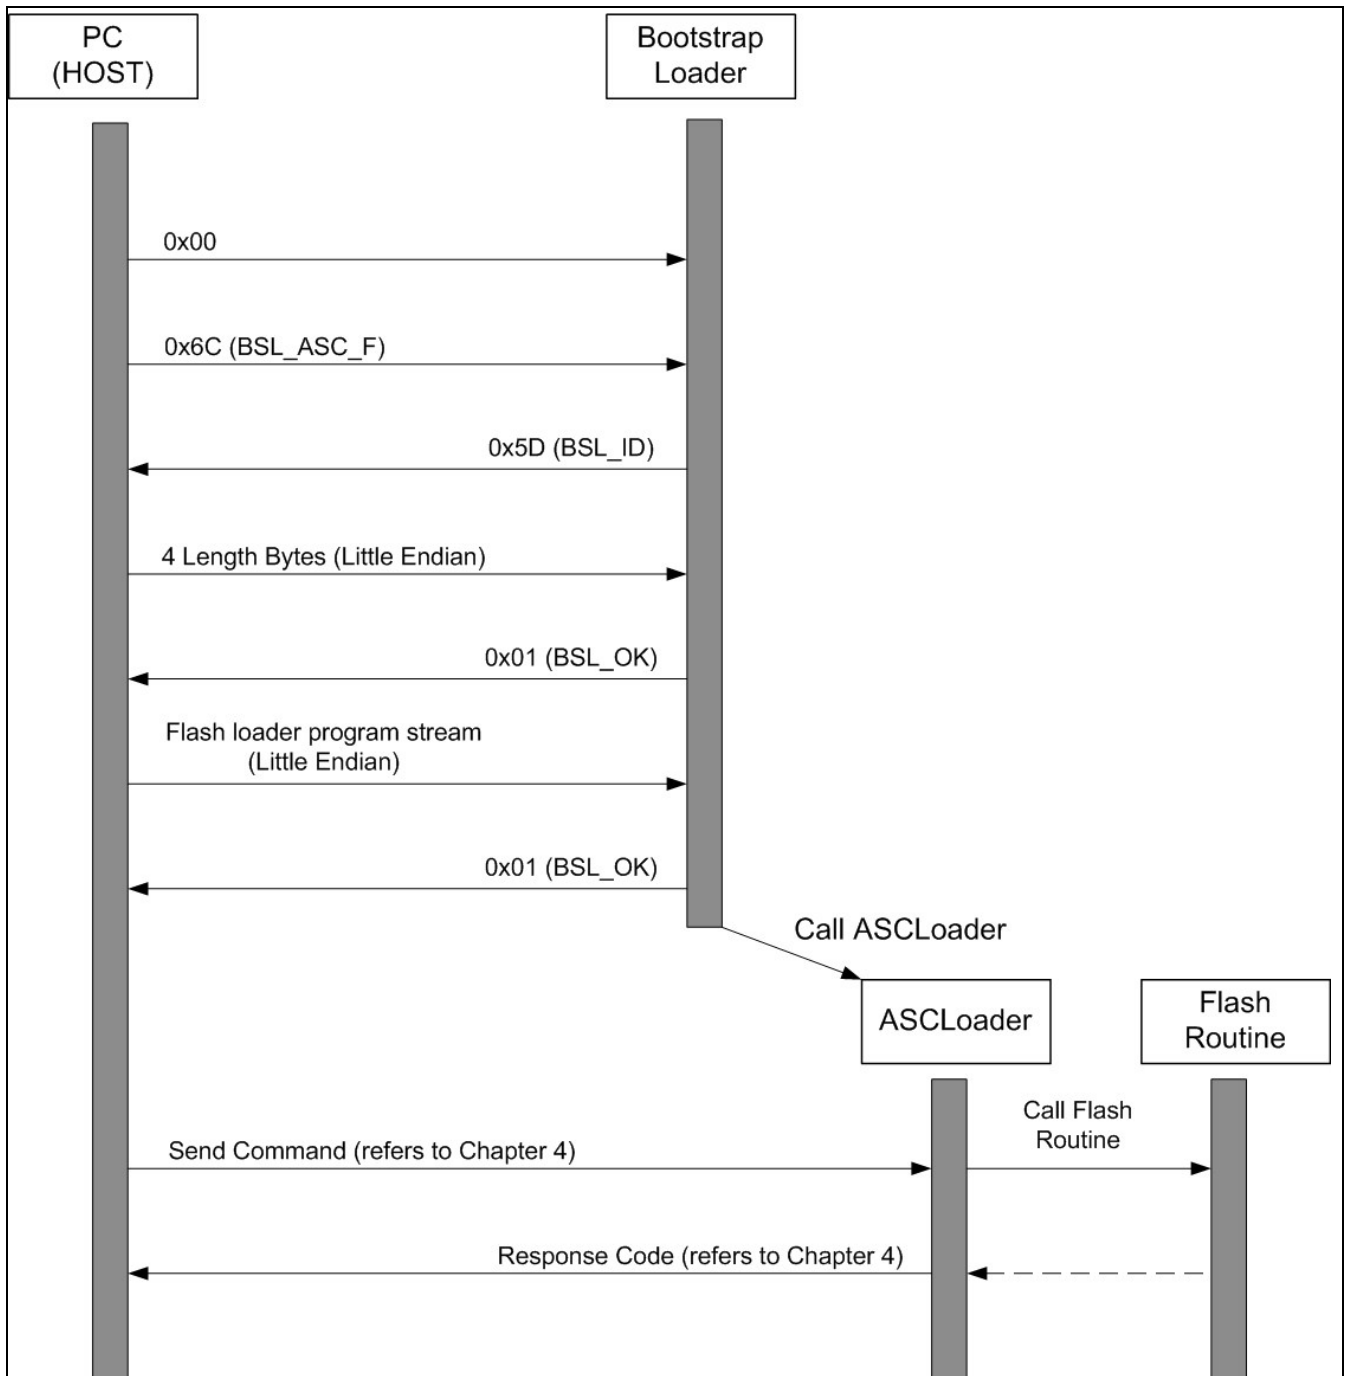 PC
(HOST)
Bootstrap
Loader
0x00
0x6C (BSL_ASC_F)
0x5D (BSL_ID)
4 Length Bytes (Little Endian)
0x01 (BSL_OK)
Flash loader program stream
(Little Endian)
0x01 (BSL_OK)
Call ASCLoader
ASCLoader
Flash
Routine
Call Flash
Routine
Send Command (refers to Chapter 4)
Response Code (refers to Chapter 4)